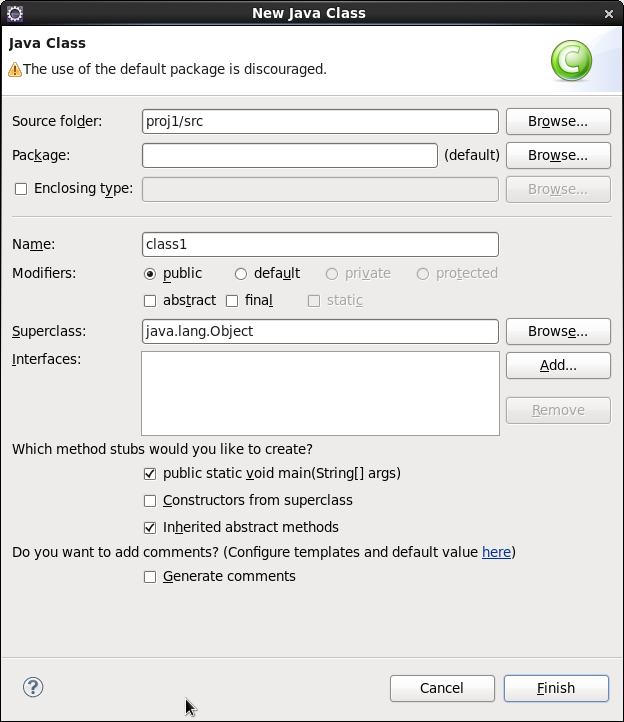 New Java Class
Java Class
The use of the default package is discouraged.
Source folder: proj1/src Browse...
Package: (default) Browse...
Enclosing type: Browse...
Name: class1
Modifiers: public default private protected
abstract final static
Superclass: java.lang.Object Browse...
Interfaces: Add...
Remove
Which method stubs would you like to create?
public static void main(String[] args)
Constructors from superclass
Inherited abstract methods
Do you want to add comments? (Configure templates and default value here)
Generate comments
? Cancel Finish